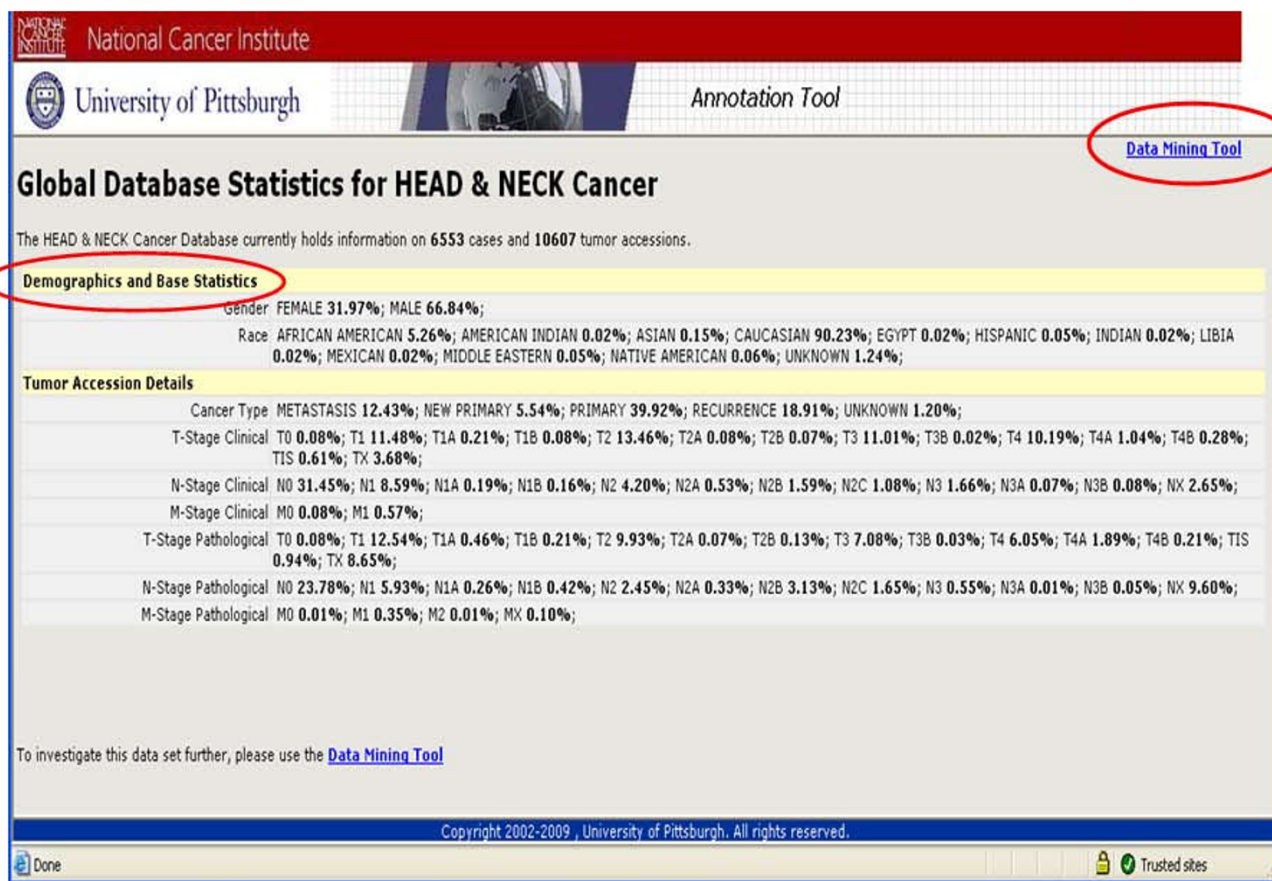 NATIONAL
CANCER
INSTITUTE
National Cancer Institute
University of Pittsburgh
Annotation Tool
Data Mining Tool
Global Database Statistics for HEAD & NECK Cancer
The HEAD & NECK Cancer Database currently holds information on 6553 cases and 10607 tumor accessions.
Demographics and Base Statistics
Gender FEMALE 31.97%; MALE 66.84%;
Race AFRICAN AMERICAN 5.26%; AMERICAN INDIAN 0.02%; ASIAN 0.15%; CAUCASIAN 90.23%; EGYPT 0.02%; HISPANIC 0.05%; INDIAN 0.02%; LIBIA
0.02%; MEXICAN 0.02%; MIDDLE EASTERN 0.05%; NATIVE AMERICAN 0.06%; UNKNOWN 1.24%;
Tumor Accession Details
Cancer Type METASTASIS 12.43%; NEW PRIMARY 5.54%; PRIMARY 39.92%; RECURRENCE 18.91%; UNKNOWN 1.20%;
T-Stage Clinical T0 0.08%; T1 11.48%; T1A 0.21%; T1B 0.08%; T2 13.46%; T2A 0.08%; T2B 0.07%; T3 11.01%; T3B 0.02%; T4 10.19%; T4A 1.04%; T4B 0.28%;
TIS 0.61%; TX 3.68%;
N-Stage Clinical N0 31.45%; N1 8.59%; N1A 0.19%; N1B 0.16%; N2 4.20%; N2A 0.53%; N2B 1.59%; N2C 1.08%; N3 1.66%; N3A 0.07%; N3B 0.08%; NX 2.65%;
M-Stage Clinical M0 0.08%; M1 0.57%;
T-Stage Pathological T0 0.08%; T1 12.54%; T1A 0.46%; T1B 0.21%; T2 9.93%; T2A 0.07%; T2B 0.13%; T3 7.08%; T3B 0.03%; T4 6.05%; T4A 1.89%; T4B 0.21%; TIS
0.94%; TX 8.65%;
N-Stage Pathological N0 23.78%; N1 5.93%; N1A 0.26%; N1B 0.42%; N2 2.45%; N2A 0.33%; N2B 3.13%; N2C 1.65%; N3 0.55%; N3A 0.01%; N3B 0.05%; NX 9.60%;
M-Stage Pathological M0 0.01%; M1 0.35%; M2 0.01%; MX 0.10%;
To investigate this data set further, please use the Data Mining Tool
Copyright 2002-2009 , University of Pittsburgh. All rights reserved.
Done
Trusted sites